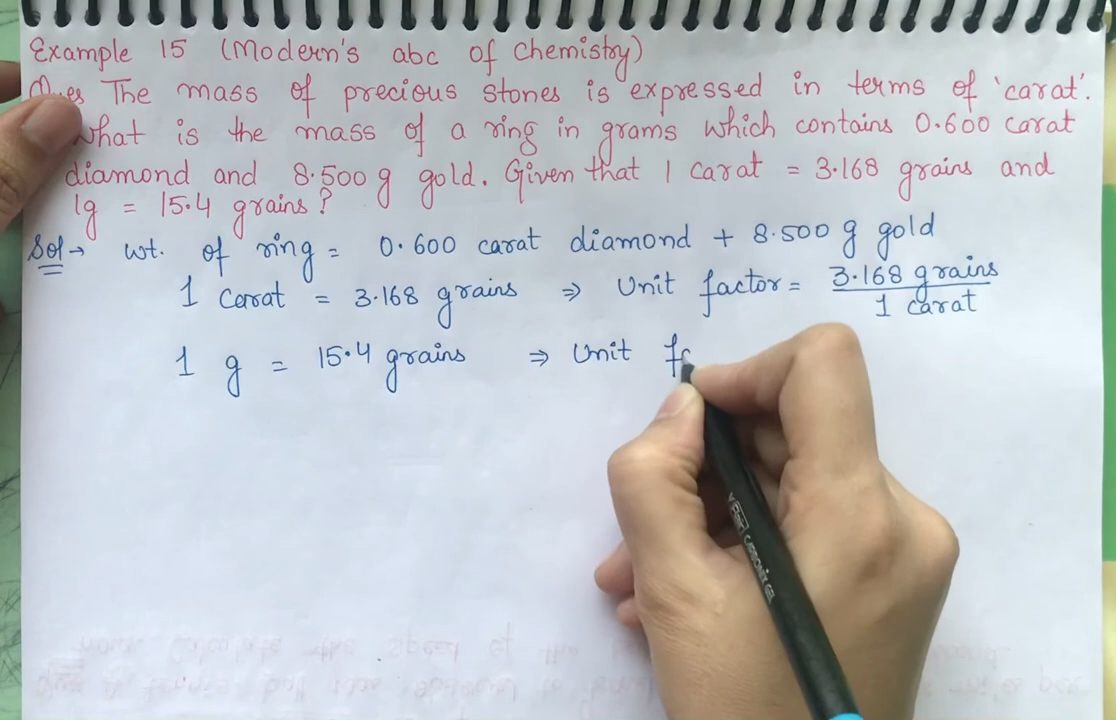 Example 15 (Modern's abc of Chemistry)
Ques The mass of precious stones is expressed in terms of 'carat'.
What is the mass of a ring in grams which contains 0.600 carat
diamond and 8.500 g gold. Given that 1 carat = 3.168 grains and
1g = 15.4 grains?
Sol→ wt. of ring = 0.600 carat diamond + 8.500 g gold
1 carat = 3.168 grains ⇒ Unit factor = 3.168 grains
1 carat
1 g = 15.4 grains ⇒ Unit fa